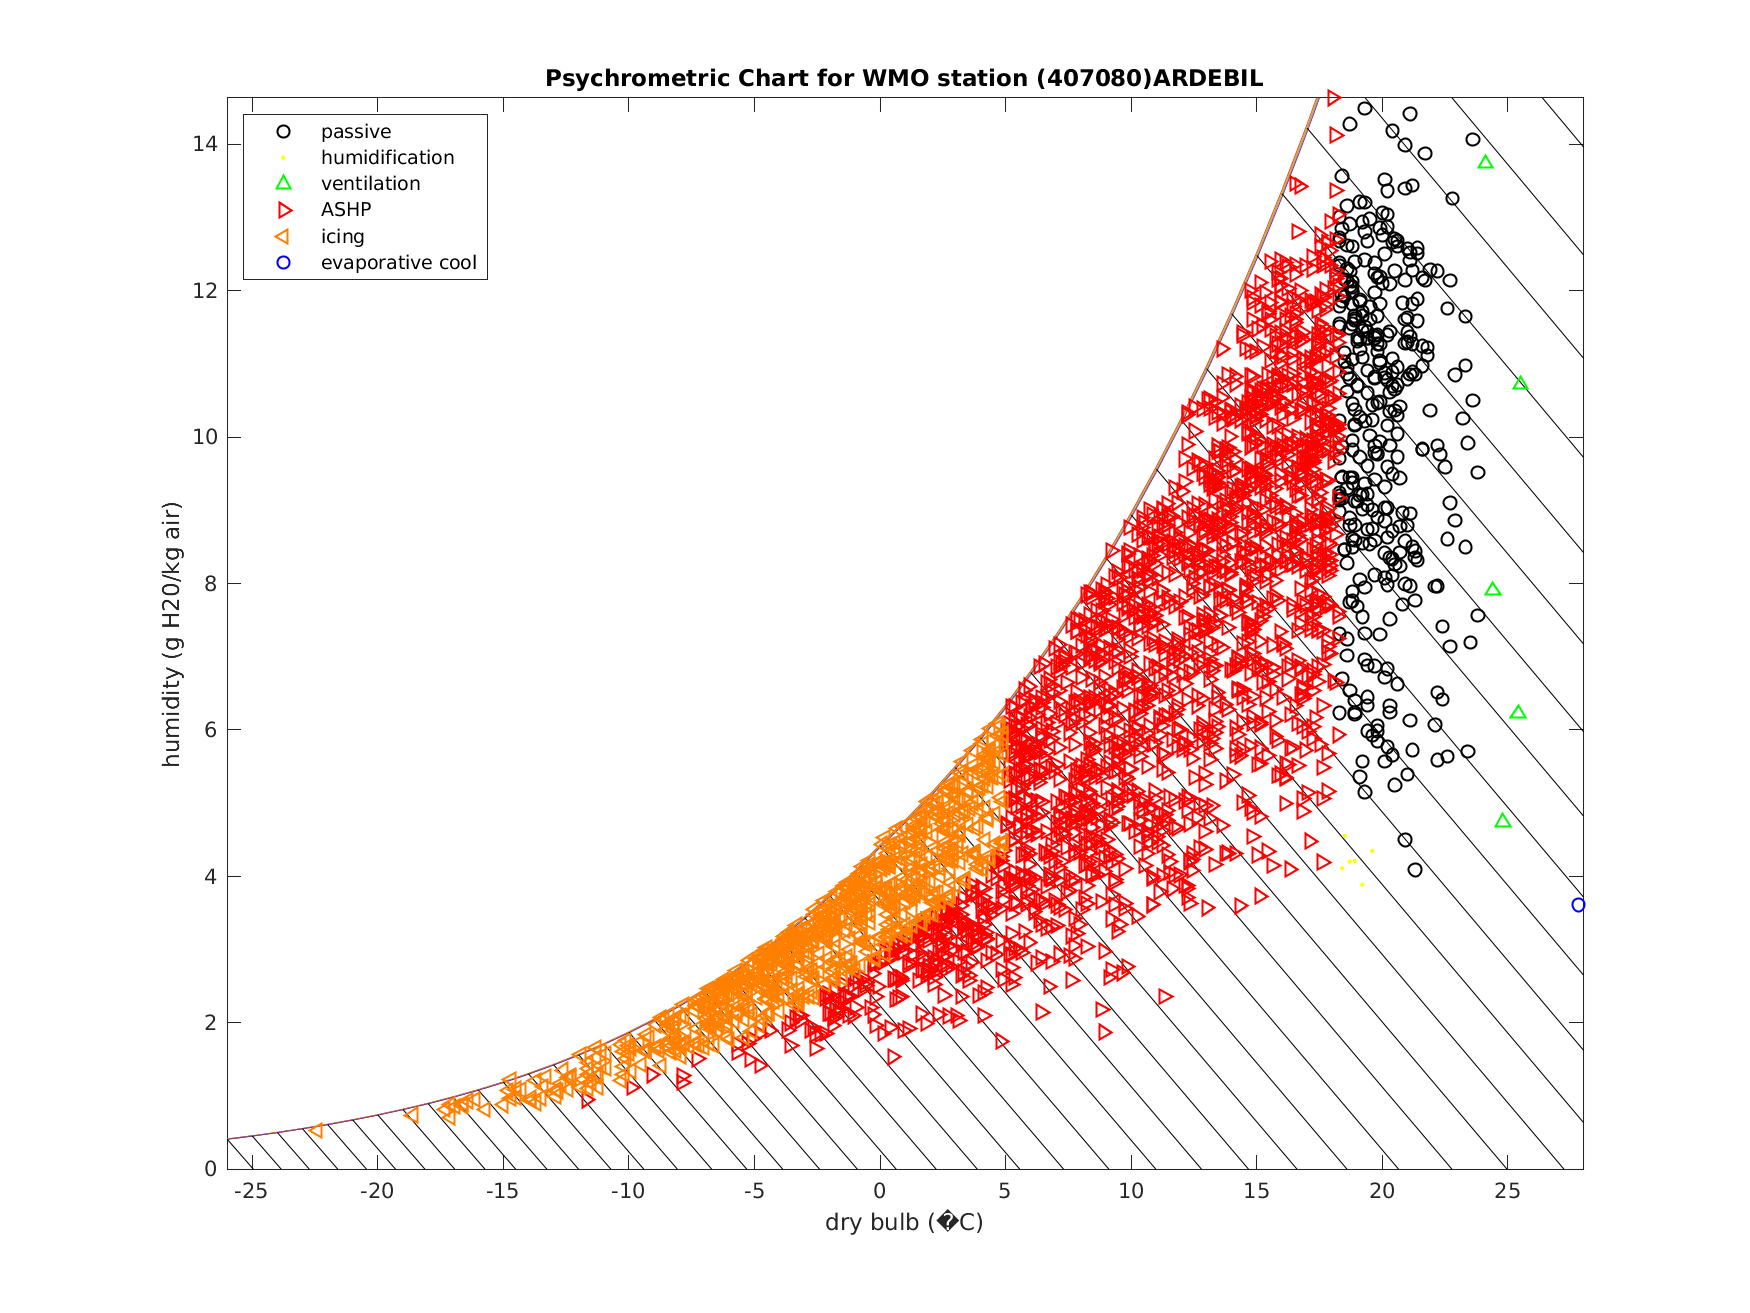 Psychrometric Chart for WMO station (407080)ARDEBIL
passive
humidification
ventilation
ASHP
icing
evaporative cool
humidity (g H20/kg air)
14
12
10
8
6
4
2
0
-25 -20 -15 -10 -5 0 5 10 15 20 25
dry bulb (�C)